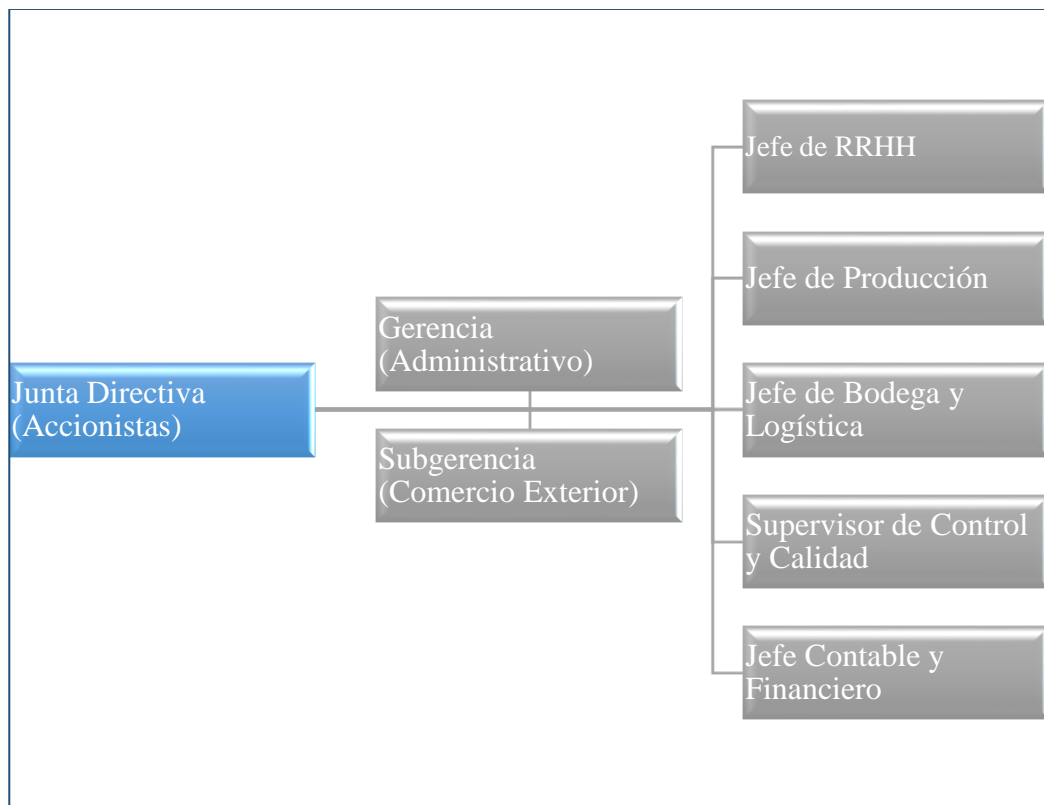 Junta Directiva
(Accionistas)
Gerencia
(Administrativo)
Subgerencia
(Comercio Exterior)
Jefe de RRHH
Jefe de Producción
Jefe de Bodega y
Logística
Supervisor de Control
y Calidad
Jefe Contable y
Financiero